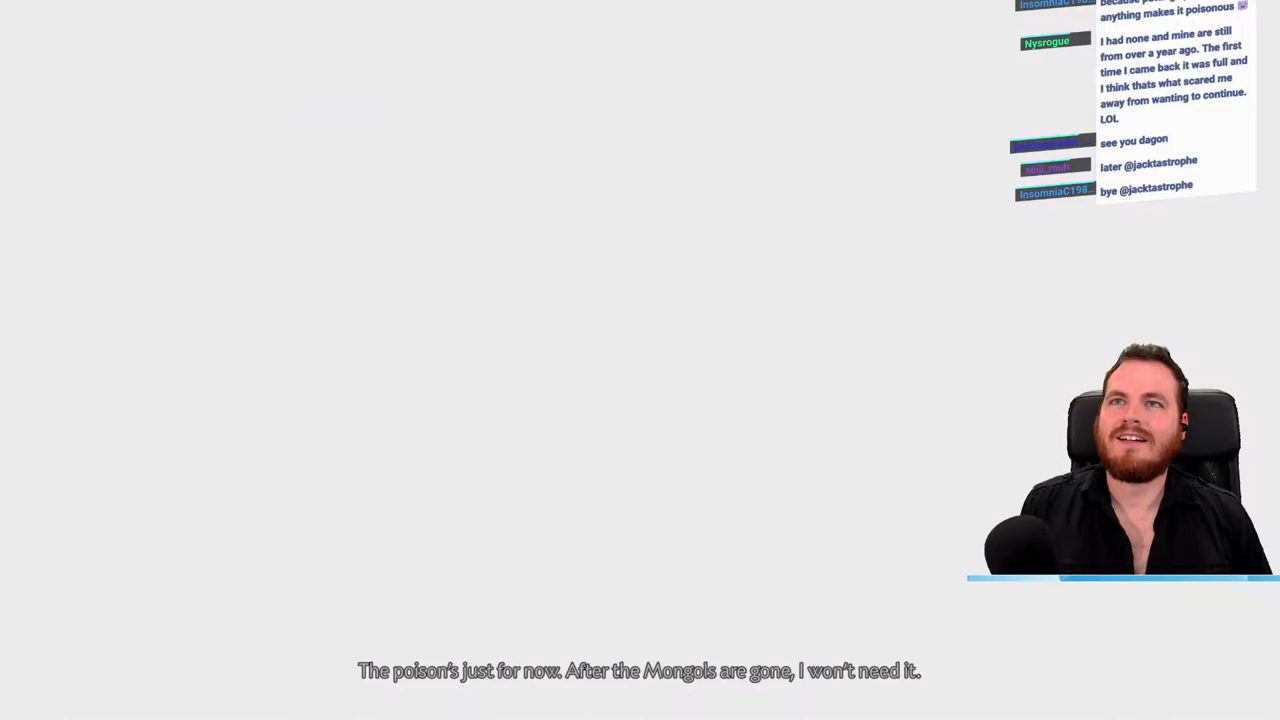 InsomniaC198...
anything makes it poisonous
Nysrogue
I had none and mine are still
from over a year ago. The first
time I came back it was full and
I think thats what scared me
away from wanting to continue.
LOL
see you dagon
later @jacktastrophe
InsomniaC198...
bye @jacktastrophe
The poison's just for now. After the Mongols are gone, I won't need it.